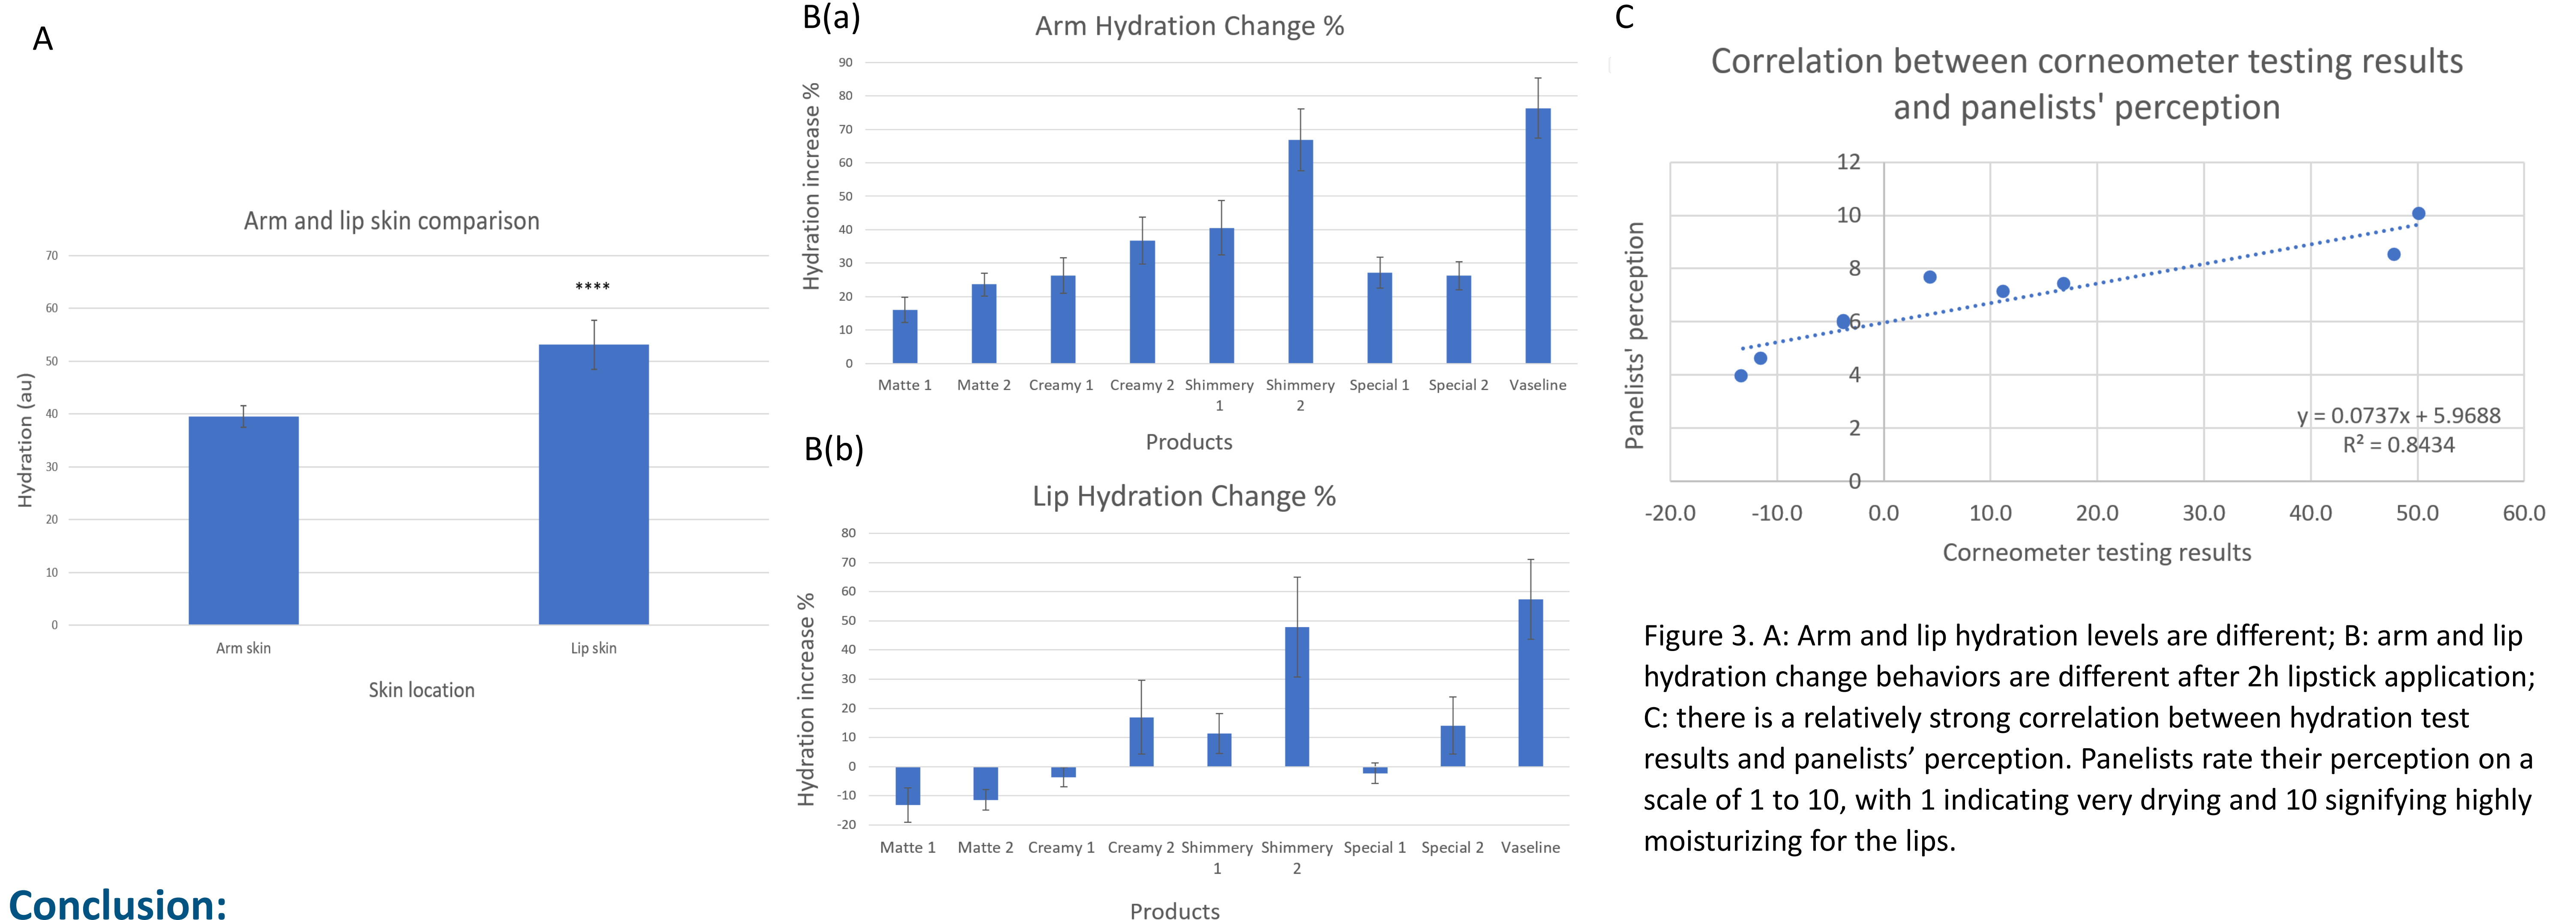 A
Arm and lip skin comparison
70
60
50
40
30
20
10
0
Hydration (au)
****
Arm skin
Lip skin
Skin location
B(a)
Arm Hydration Change %
90
80
70
60
50
40
30
20
10
0
Hydration increase %
Matte 1
Matte 2
Creamy 1
Creamy 2
Shimmery
1
Shimmery
2
Special 1
Special 2
Vaseline
Products
B(b)
Lip Hydration Change %
80
70
60
50
40
30
20
10
0
-10
-20
Hydration increase %
Matte 1
Matte 2
Creamy 1
Creamy 2
Shimmery
1
Shimmery
2
Special 1
Special 2
Vaseline
Products
C
Correlation between corneometer testing results
and panelists' perception
12
10
8
6
4
2
0
Panelists' perception
y = 0.0737x + 5.9688
R² = 0.8434
-20.0
-10.0
0.0
10.0
20.0
30.0
40.0
50.0
60.0
Corneometer testing results
Figure 3. A: Arm and lip hydration levels are different; B: arm and lip
hydration change behaviors are different after 2h lipstick application;
C: there is a relatively strong correlation between hydration test
results and panelists’ perception. Panelists rate their perception on a
scale of 1 to 10, with 1 indicating very drying and 10 signifying highly
moisturizing for the lips.
Conclusion: